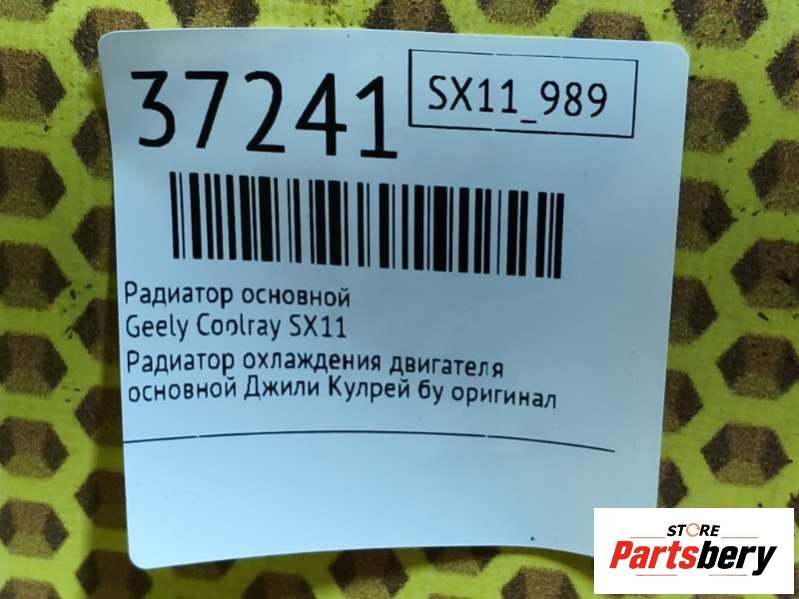 37241
SX11_989
Радиатор основной
Geely Coolray SX11
Радиатор охлаждения двигателя
основной Джили Кулрей бу оригинал
STORE
Partsbery